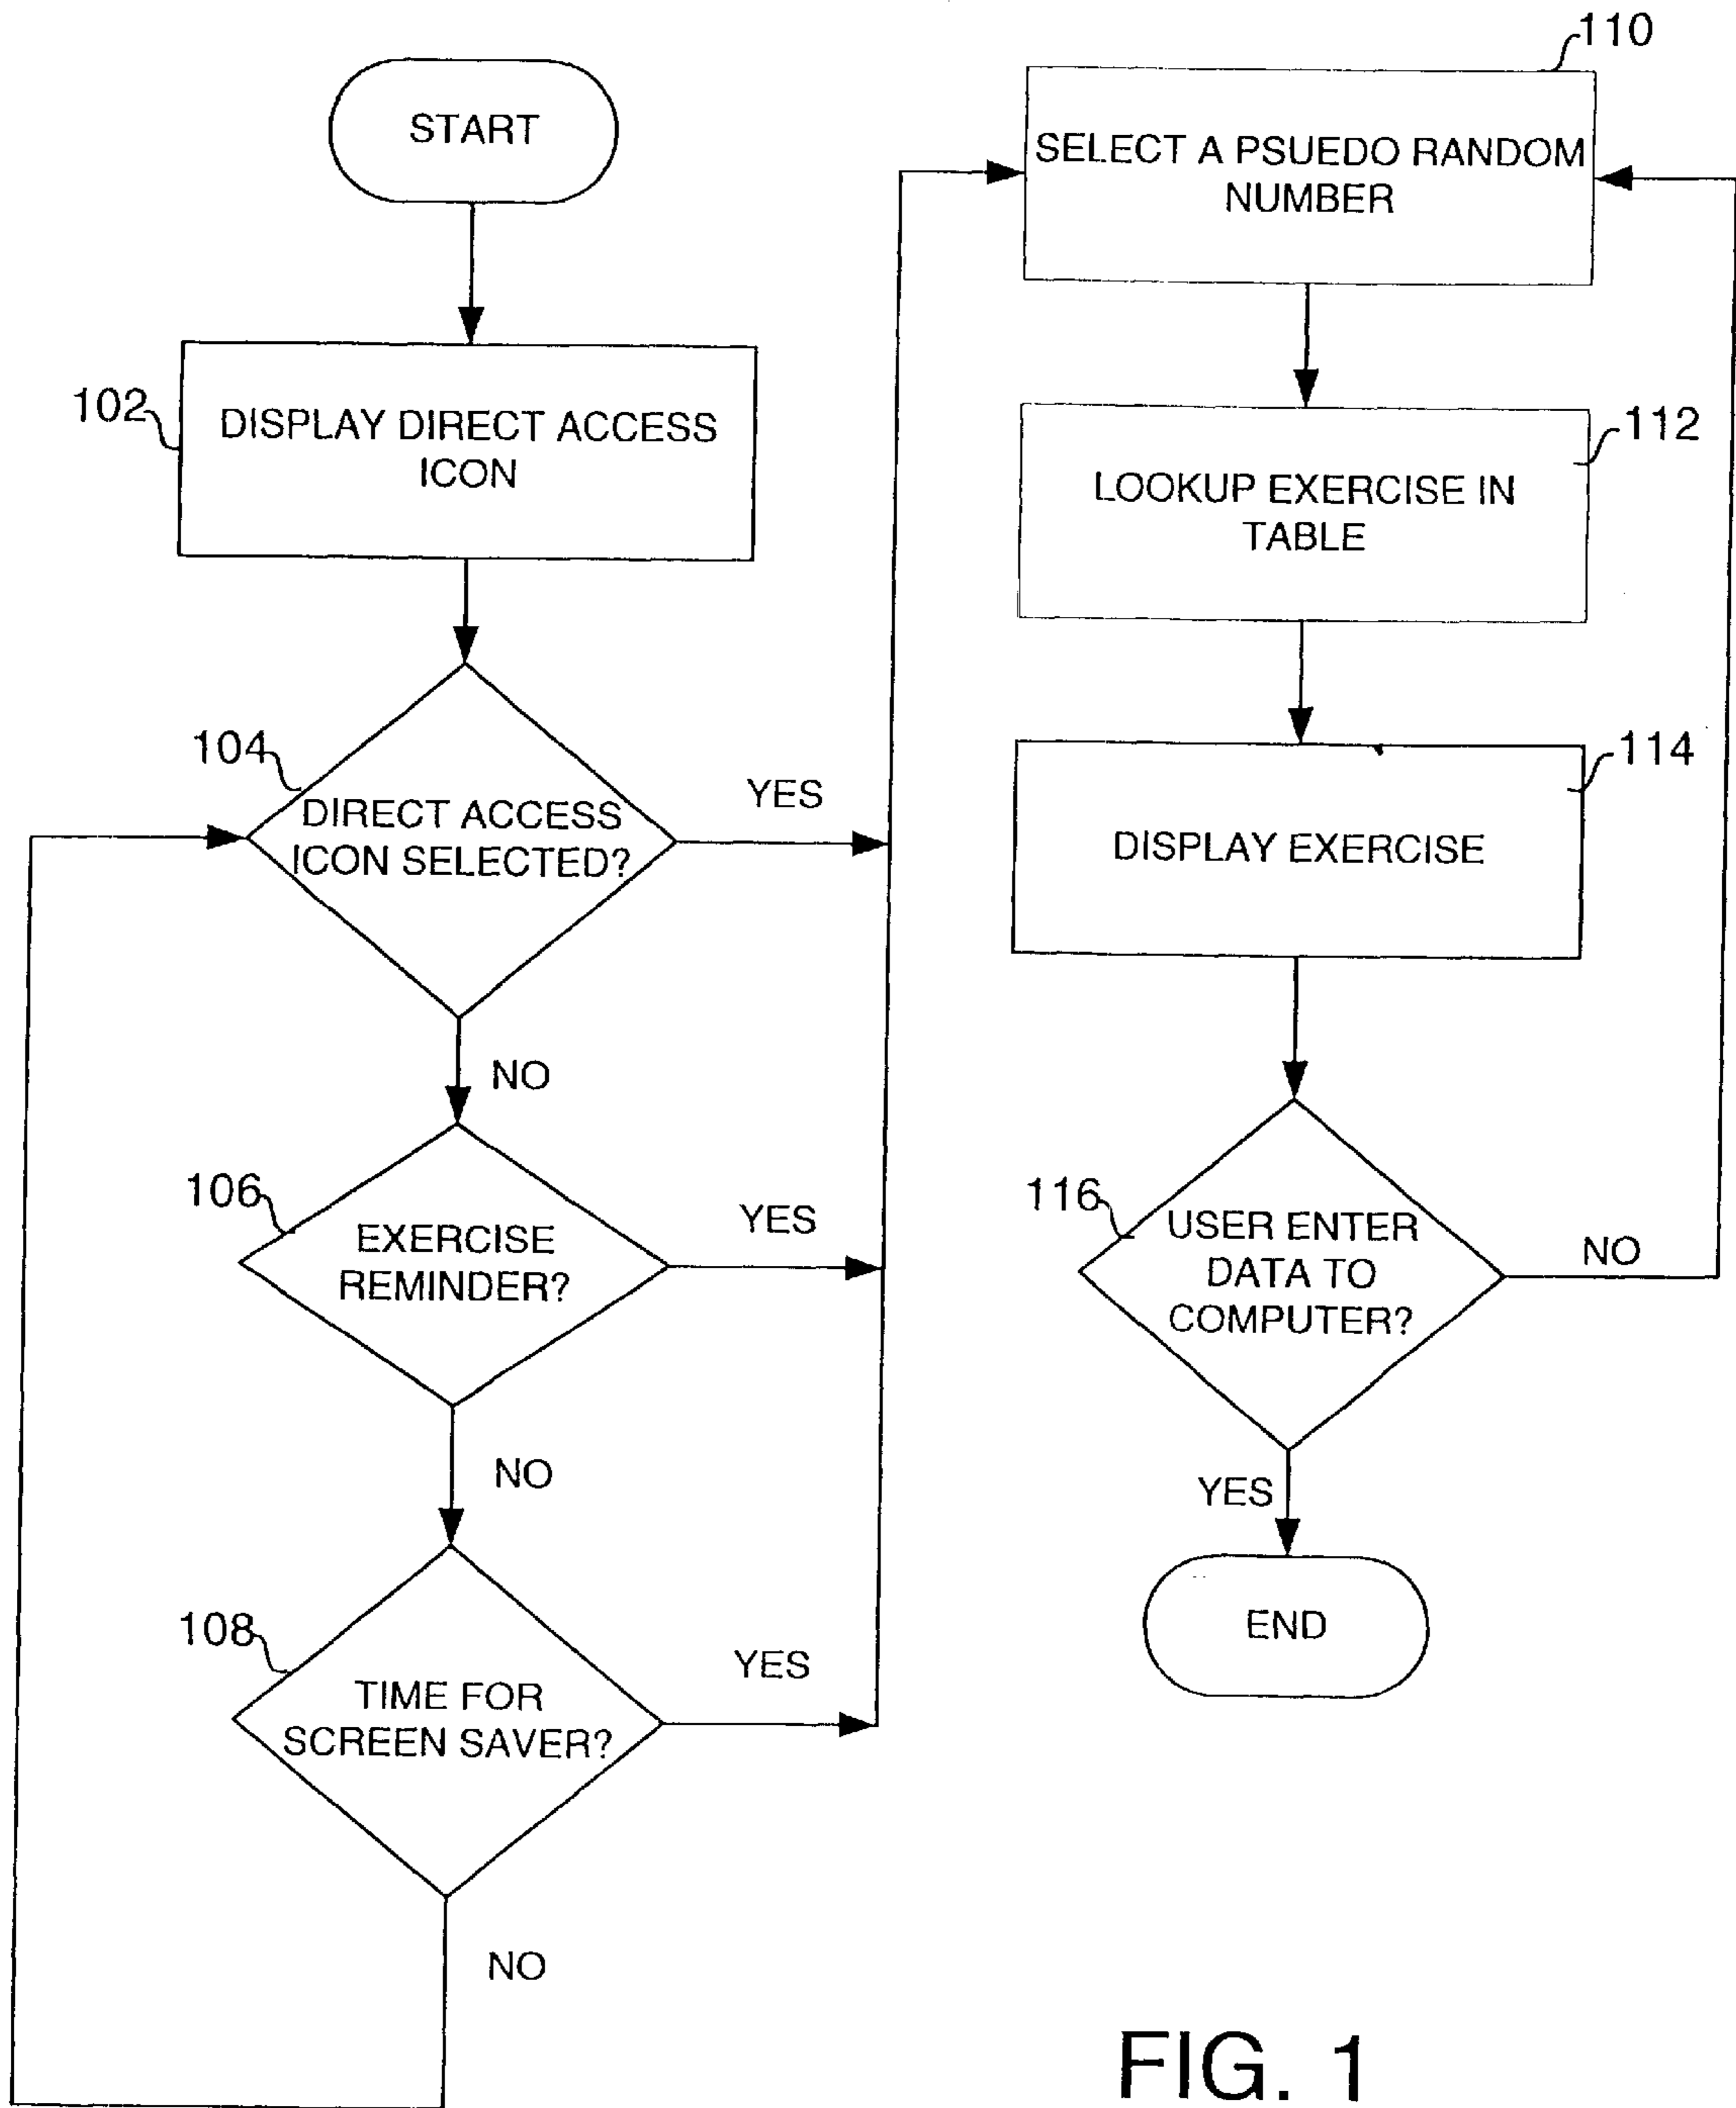 START
102
DISPLAY DIRECT ACCESS
ICON
104
DIRECT ACCESS
ICON SELECTED?
YES
NO
106
EXERCISE
REMINDER?
YES
NO
108
TIME FOR
SCREEN SAVER?
YES
NO
110
SELECT A PSUEDO RANDOM
NUMBER
112
LOOKUP EXERCISE IN
TABLE
114
DISPLAY EXERCISE
116
USER ENTER
DATA TO
COMPUTER?
NO
YES
END
FIG. 1